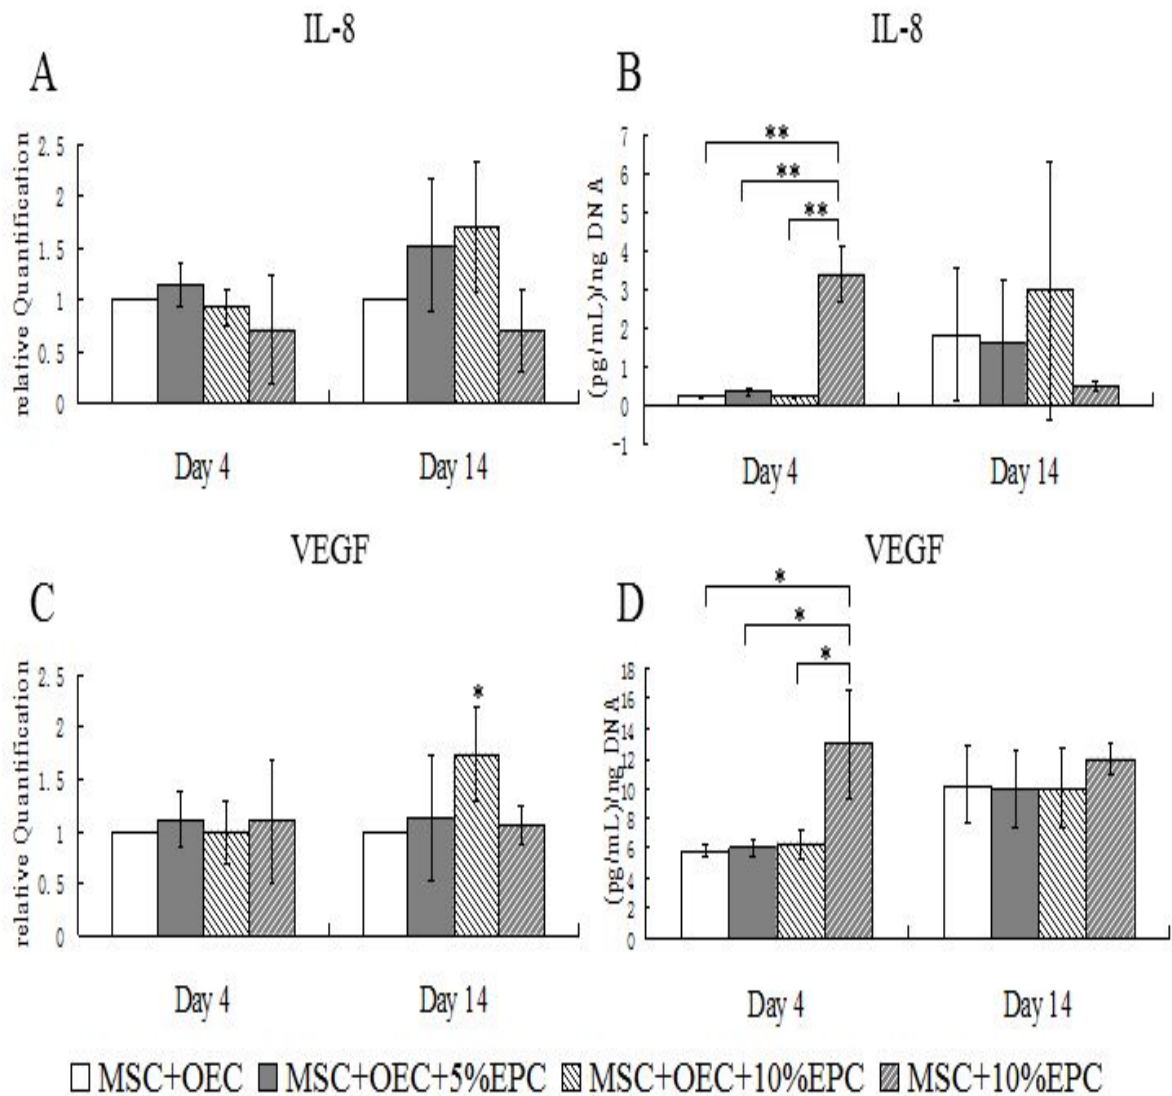 IL-8
IL-8
A
B
relative Quantification
2.5
2
1.5
1
0.5
0
Day 4
Day 14
(pg/mL)/ng DNA
7
6
5
4
3
2
1
0
-1
**
**
**
Day 4
Day 14
VEGF
VEGF
C
D
relative Quantification
2.5
2
1.5
1
0.5
0
*
Day 4
Day 14
(pg/mL)/ng DNA
18
16
14
12
10
8
6
4
2
0
*
*
*
Day 4
Day 14
MSC+OEC MSC+OEC+5%EPC MSC+OEC+10%EPC MSC+10%EPC